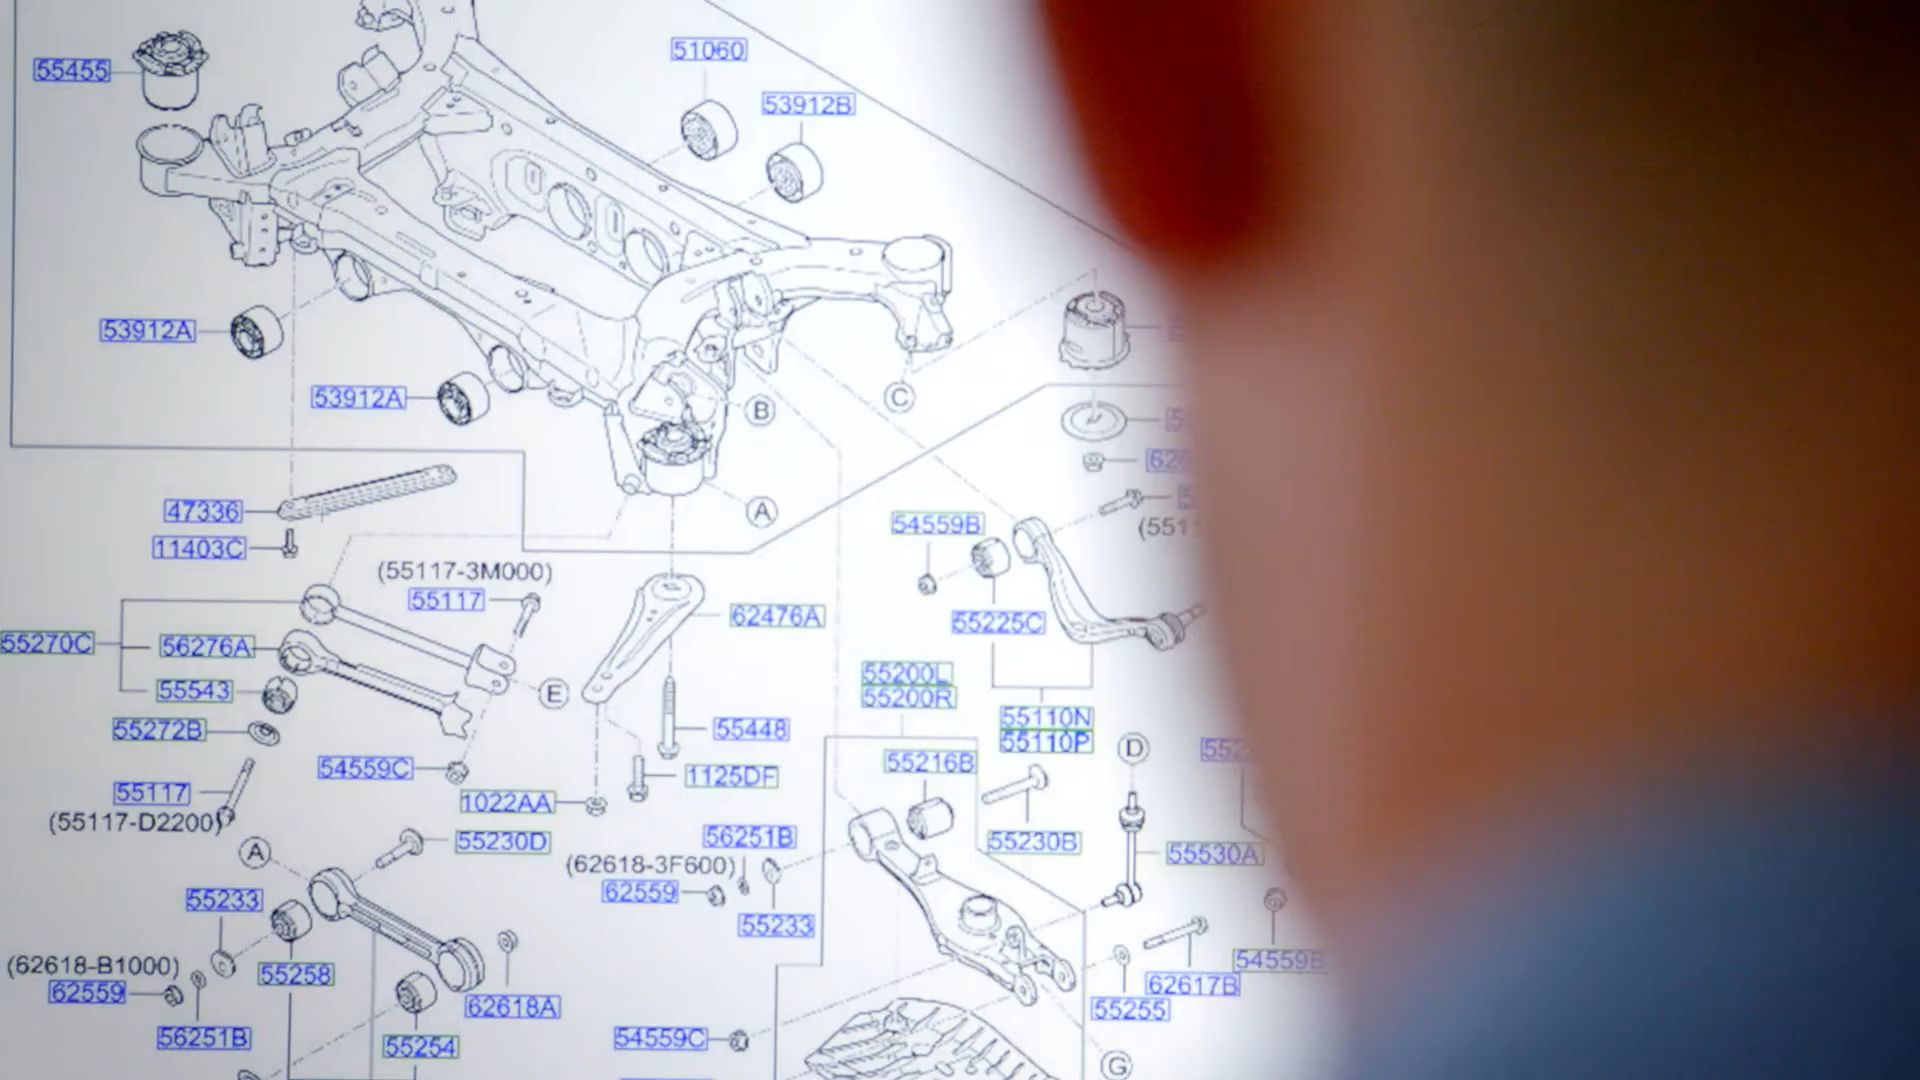 51060
55455
53912B
53912A
53912A
B
C
47336
A
11403C
54559B
(55117-3M000)
55117
62476A
55225C
55270C
56276A
55543
E
55200L
55200R
55272B
55448
55110N
55110P
D
54559C
55216B
1125DF
55117
1022AA
(55117-D2200)
56251B
55230D
55230B
A
(62618-3F600)
55530A
62559
55233
55233
(62618-B1000)
55258
54559B
62559
62617B
62618A
55255
56251B
54559C
55254
G